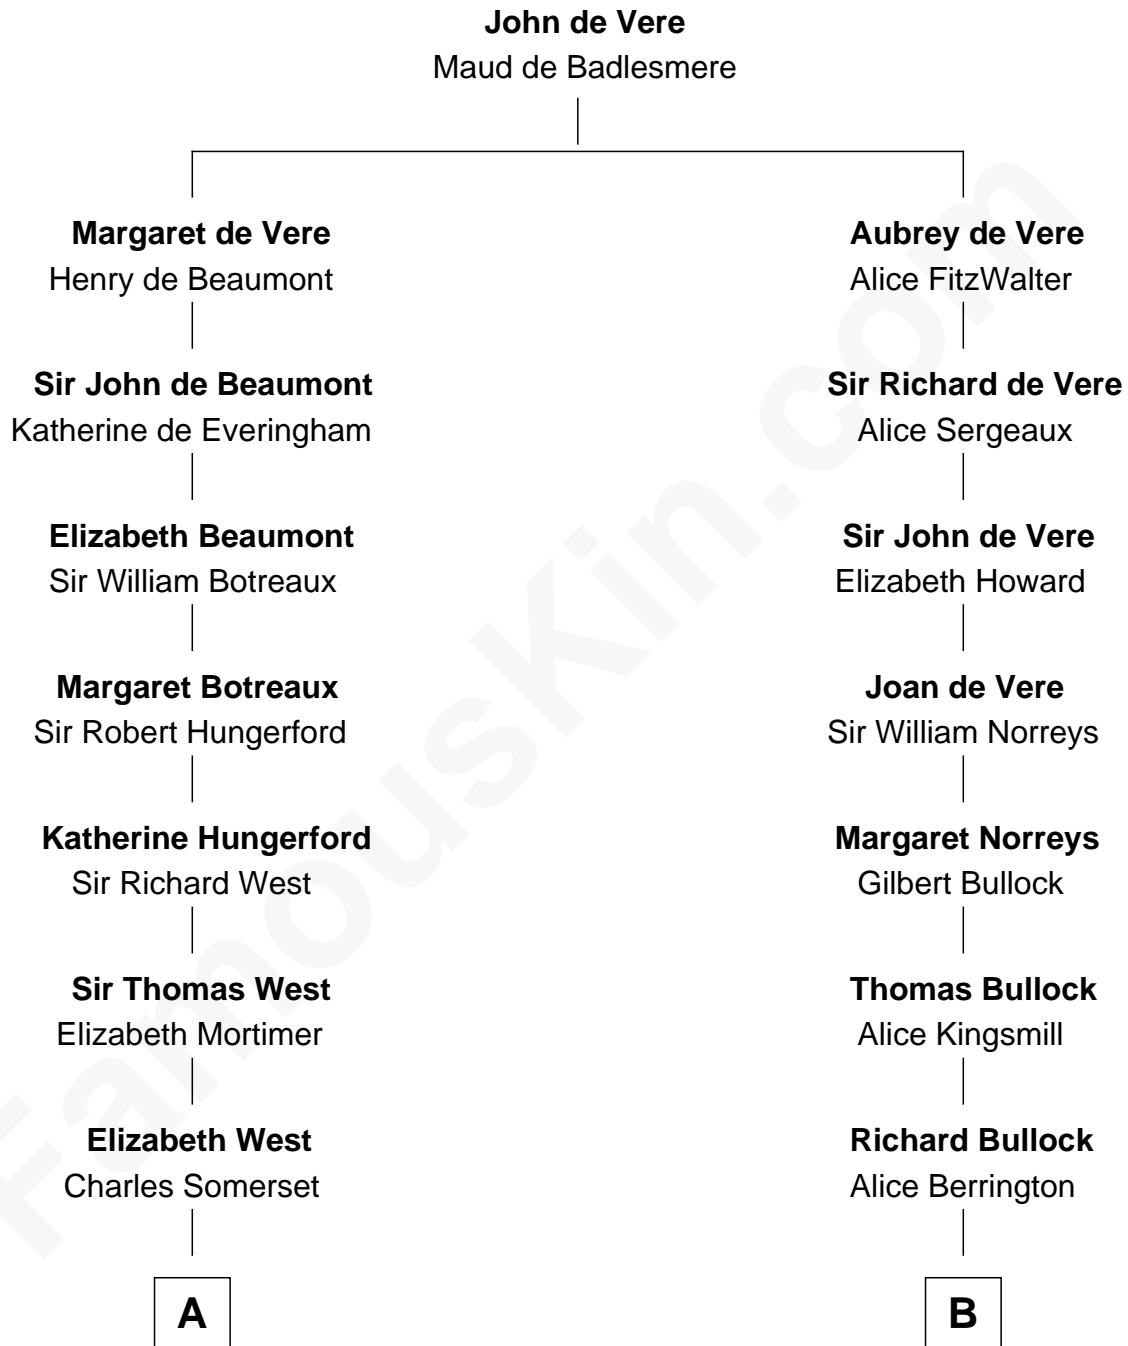 John de Vere
Maud de Badlesmere
Margaret de Vere
Henry de Beaumont
Aubrey de Vere
Alice FitzWalter
Sir John de Beaumont
Katherine de Everingham
Sir Richard de Vere
Alice Sergeaux
Elizabeth Beaumont
Sir William Botreaux
Sir John de Vere
Elizabeth Howard
Margaret Botreaux
Sir Robert Hungerford
Joan de Vere
Sir William Norreys
Katherine Hungerford
Sir Richard West
Margaret Norreys
Gilbert Bullock
Sir Thomas West
Elizabeth Mortimer
Thomas Bullock
Alice Kingsmill
Elizabeth West
Charles Somerset
Richard Bullock
Alice Berrington
A
B
FamousKin.com